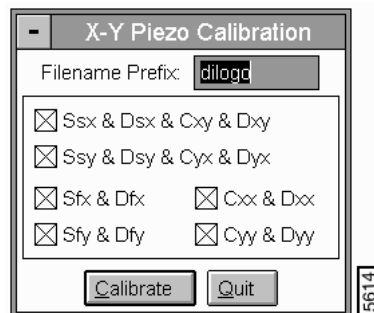 X-Y Piezo Calibration
Filename Prefix: dilogo
Ssx & Dsx & Cxy & Dxy
Ssy & Dsy & Cyx & Dyx
Sfx & Dfx Cxx & Dxx
Sfy & Dfy Cyy & Dyy
Calibrate Quit
5614